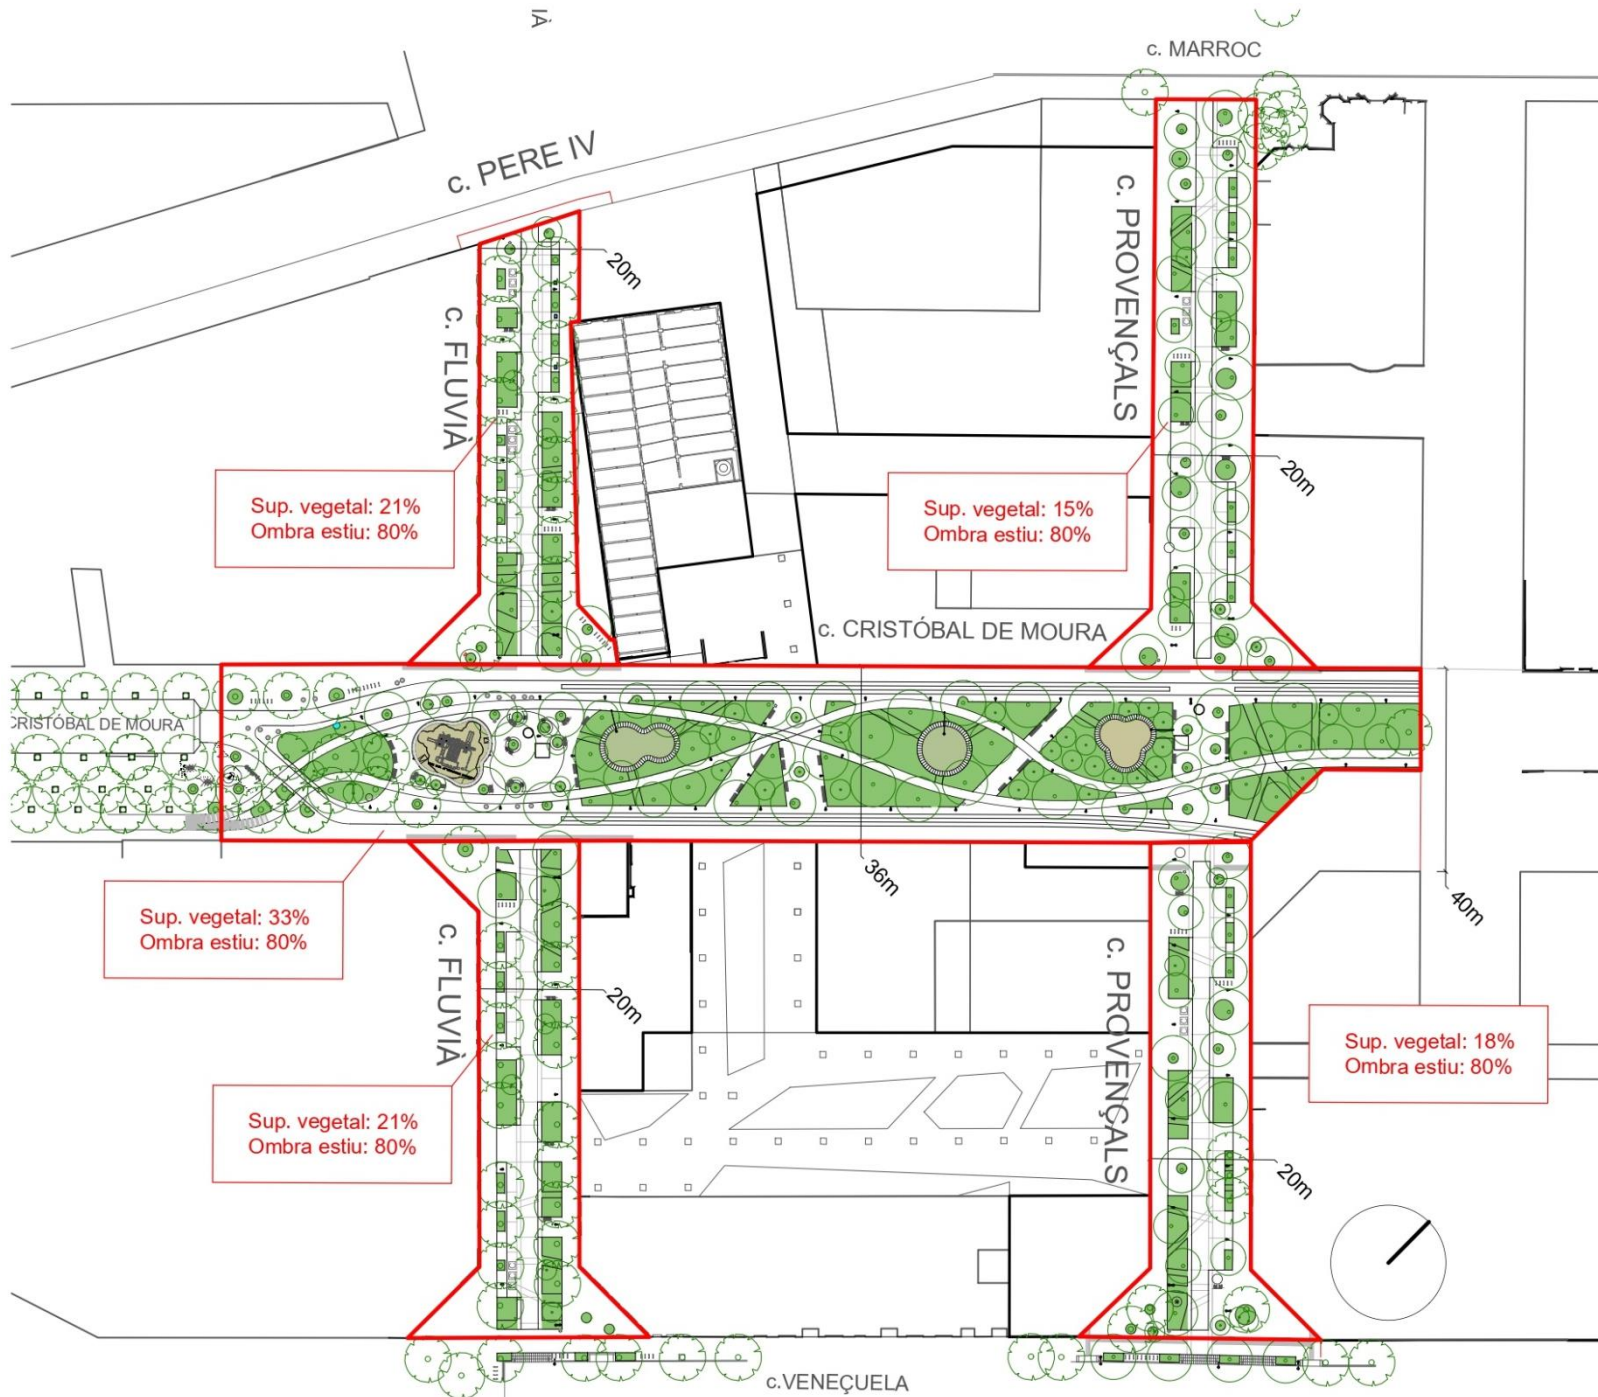 IÀ
c. MARROC
c. PERE IV
20m
c. FLUVIÀ
c. PROVENÇALS
20m
Sup. vegetal: 21%
Ombra estiu: 80%
Sup. vegetal: 15%
Ombra estiu: 80%
c. CRISTÓBAL DE MOURA
CRISTÓBAL DE MOURA
36m
40m
Sup. vegetal: 33%
Ombra estiu: 80%
c. FLUVIÀ
20m
c. PROVENÇALS
Sup. vegetal: 18%
Ombra estiu: 80%
Sup. vegetal: 21%
Ombra estiu: 80%
20m
c.VENEÇUELA